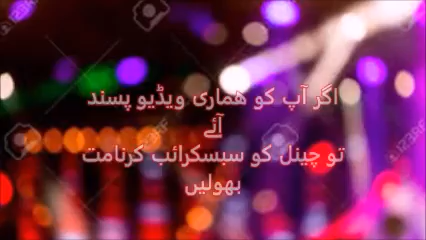 اگر آپ کو ھماری ویڈیو پسند
آئے
تو چینل کو سبسکرائب کرنامت
بھولیں